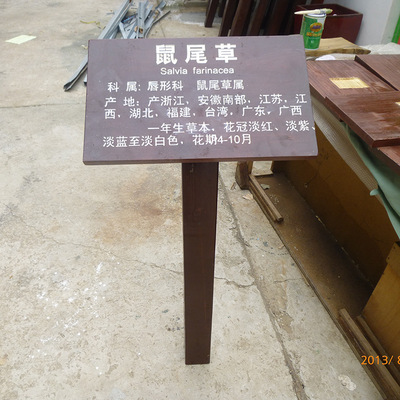 鼠尾草
Salvia farinacea
科 属: 唇形科 鼠尾草属
产 地: 产浙江, 安徽南部, 江苏, 江
西, 湖北, 福建, 台湾, 广东, 广西
一年生草本, 花冠淡红、淡紫、
淡蓝至淡白色, 花期4-10月
2013/